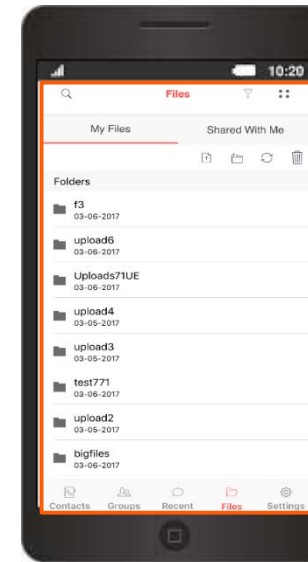 10:20
Files
My Files Shared With Me
Folders
f3
03-06-2017
upload6
03-06-2017
Uploads71UE
03-06-2017
upload4
03-05-2017
upload3
03-05-2017
test771
03-06-2017
upload2
03-05-2017
bigfiles
03-06-2017
Contacts Groups Recent Files Settings